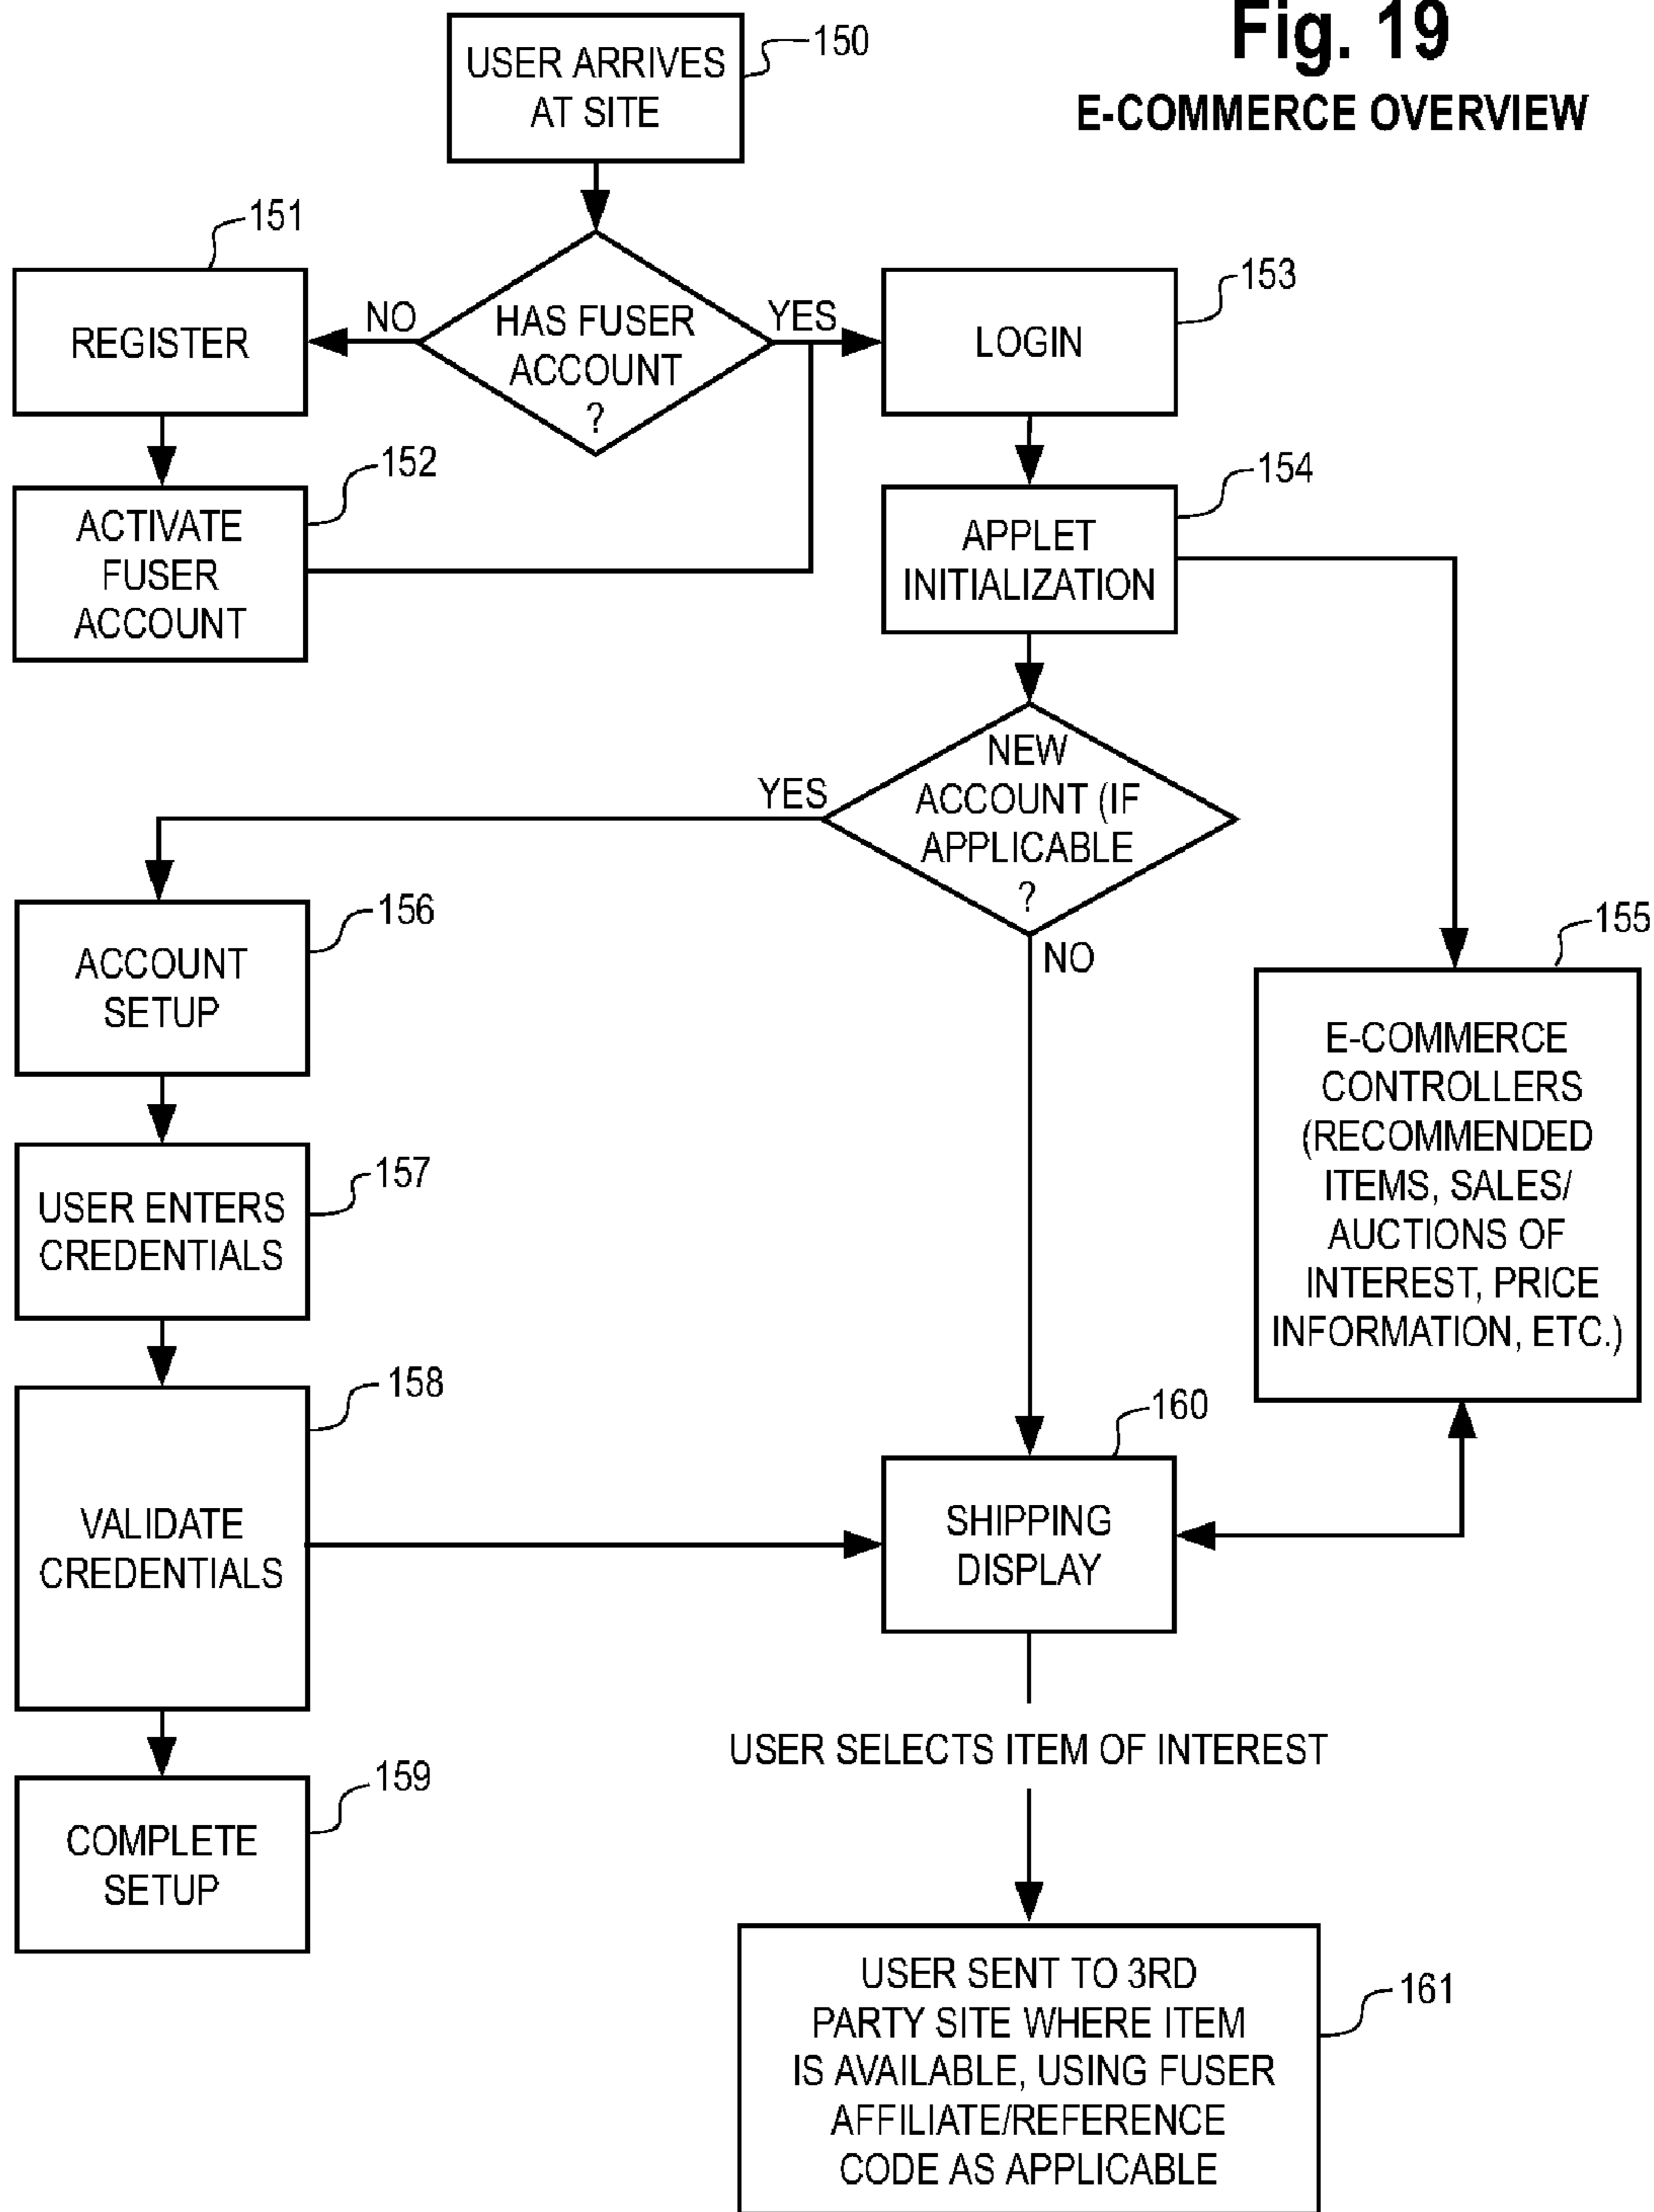 Fig. 19
E-COMMERCE OVERVIEW
USER ARRIVES
AT SITE
150
151
REGISTER
NO
HAS FUSER
ACCOUNT
?
YES
LOGIN
153
152
ACTIVATE
FUSER
ACCOUNT
APPLET
INITIALIZATION
154
NEW
ACCOUNT (IF
APPLICABLE
?
YES
NO
156
ACCOUNT
SETUP
155
E-COMMERCE
CONTROLLERS
(RECOMMENDED
ITEMS, SALES/
AUCTIONS OF
INTEREST, PRICE
INFORMATION, ETC.)
157
USER ENTERS
CREDENTIALS
158
VALIDATE
CREDENTIALS
160
SHIPPING
DISPLAY
USER SELECTS ITEM OF INTEREST
159
COMPLETE
SETUP
USER SENT TO 3RD
PARTY SITE WHERE ITEM
IS AVAILABLE, USING FUSER
AFFILIATE/REFERENCE
CODE AS APPLICABLE
161